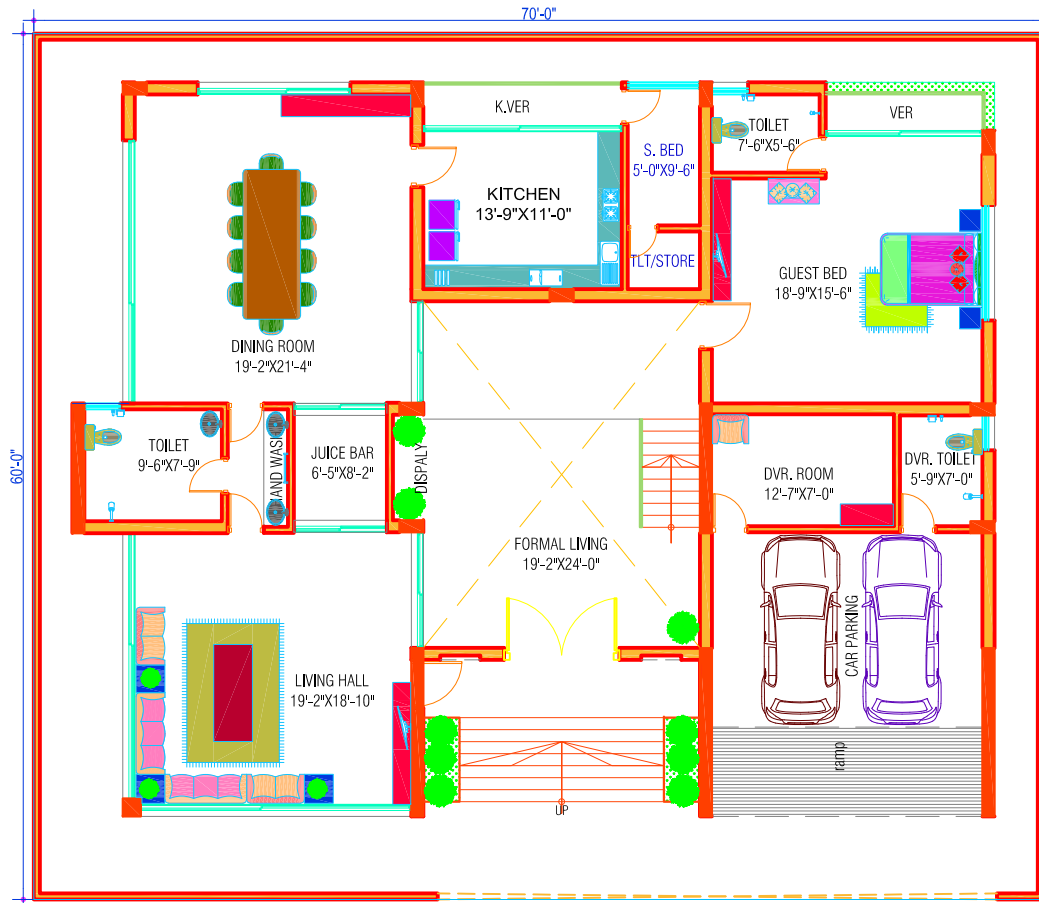 70'-0"
60'-0"
K.VER
S. BED
5'-0"X9'-6"
TOILET
7'-6"X5'-6"
VER
KITCHEN
13'-9"X11'-0"
TLT/STORE
GUEST BED
18'-9"X15'-6"
DINING ROOM
19'-2"X21'-4"
TOILET
9'-6"X7'-9"
HAND WASH
JUICE BAR
6'-5"X8'-2"
DISPALY
DVR. ROOM
12'-7"X7'-0"
DVR. TOILET
5'-9"X7'-0"
FORMAL LIVING
19'-2"X24'-0"
CAR PARKING
LIVING HALL
19'-2"X18'-10"
ramp
UP